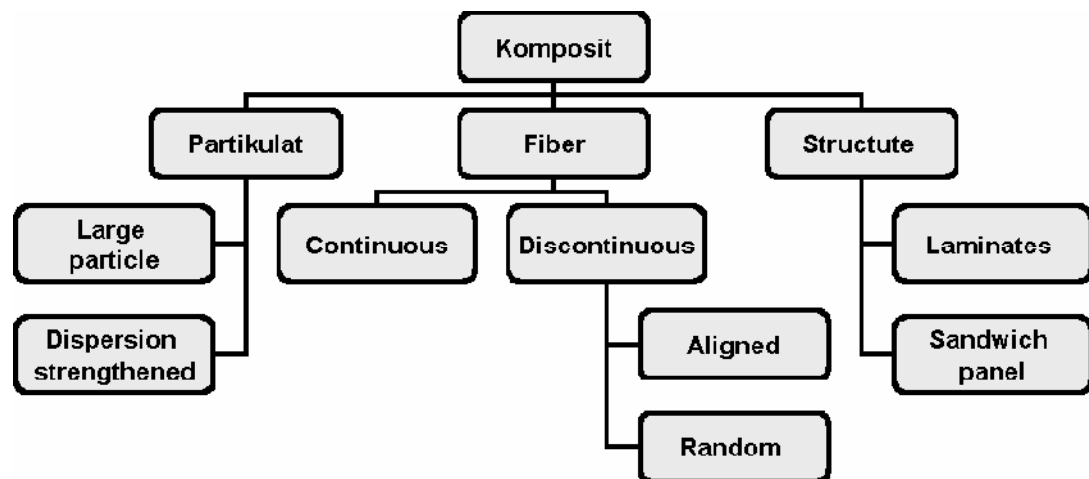 Komposit
Partikulat
Fiber
Structute
Large
particle
Continuous
Discontinuous
Laminates
Dispersion
strengthened
Aligned
Sandwich
panel
Random